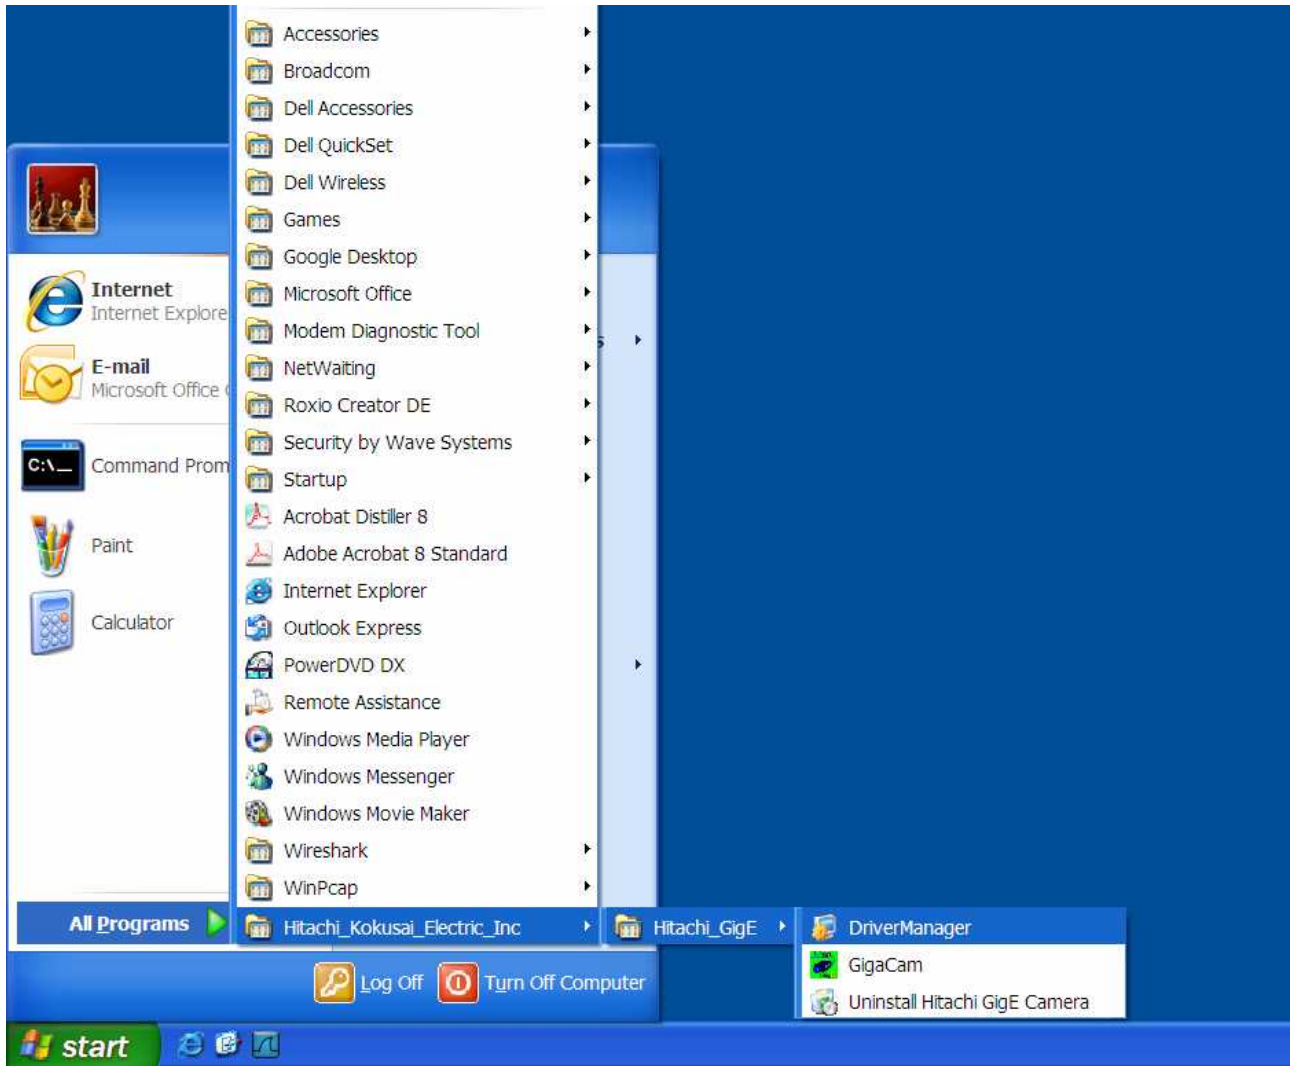 Accessories
Broadcom
Dell Accessories
Dell QuickSet
Dell Wireless
Games
Google Desktop
Microsoft Office
Modem Diagnostic Tool
NetWaiting
Roxio Creator DE
Security by Wave Systems
Startup
Acrobat Distiller 8
Adobe Acrobat 8 Standard
Internet Explorer
Outlook Express
PowerDVD DX
Remote Assistance
Windows Media Player
Windows Messenger
Windows Movie Maker
Wireshark
WinPcap
Hitachi_Kokusai_Electric_Inc
Hitachi_GigE
DriverManager
GigaCam
Uninstall Hitachi GigE Camera
Internet
Internet Explore
E-mail
Microsoft Office
C:\_
Command Prom
Paint
Calculator
All Programs
Log Off
Turn Off Computer
start